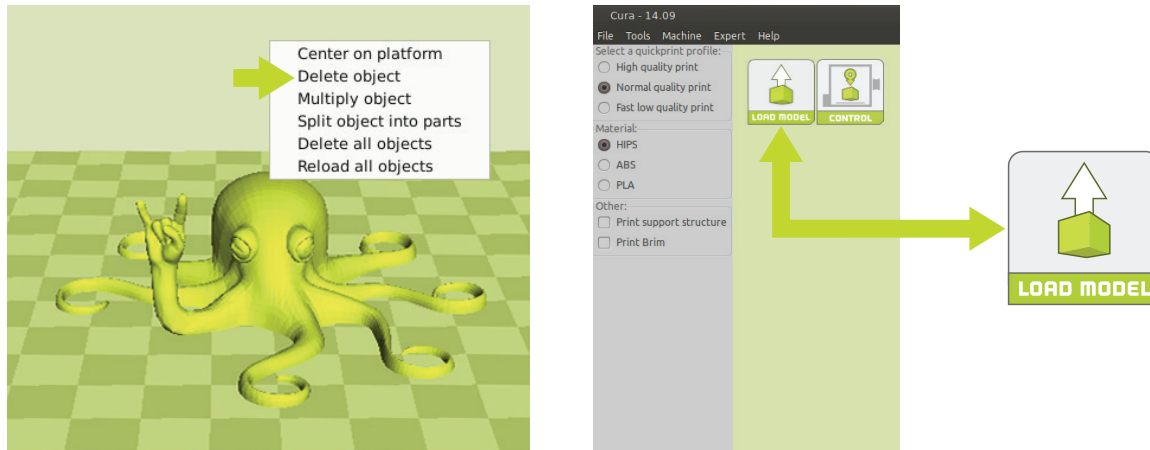 Center on platform
Delete object
Multiply object
Split object into parts
Delete all objects
Reload all objects
Cura - 14.09
File Tools Machine Expert Help
Select a quickprint profile:
High quality print
Normal quality print
Fast low quality print
Material:
HIPS
ABS
PLA
Other:
Print support structure
Print Brim
LOAD MODEL
CONTROL
LOAD MODEL